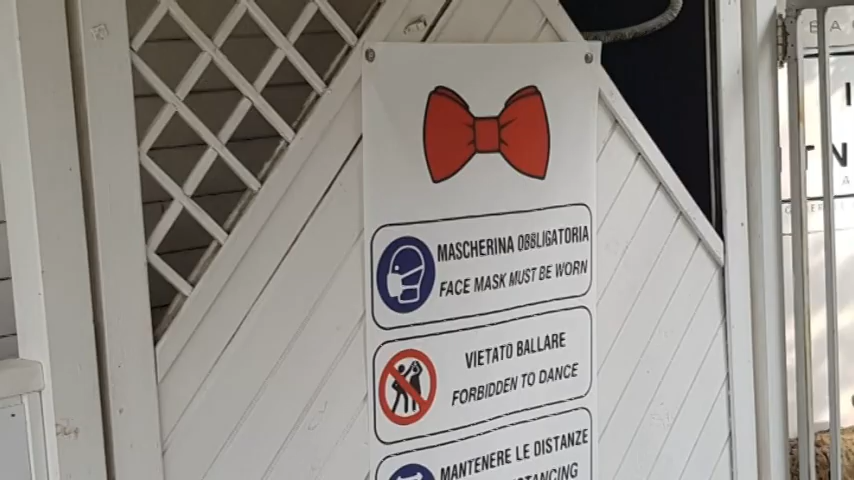 MASCHERINA OBBLIGATORIA
FACE MASK MUST BE WORN
VIETATO BALLARE
FORBIDDEN TO DANCE
MANTENERE LE DISTANZE